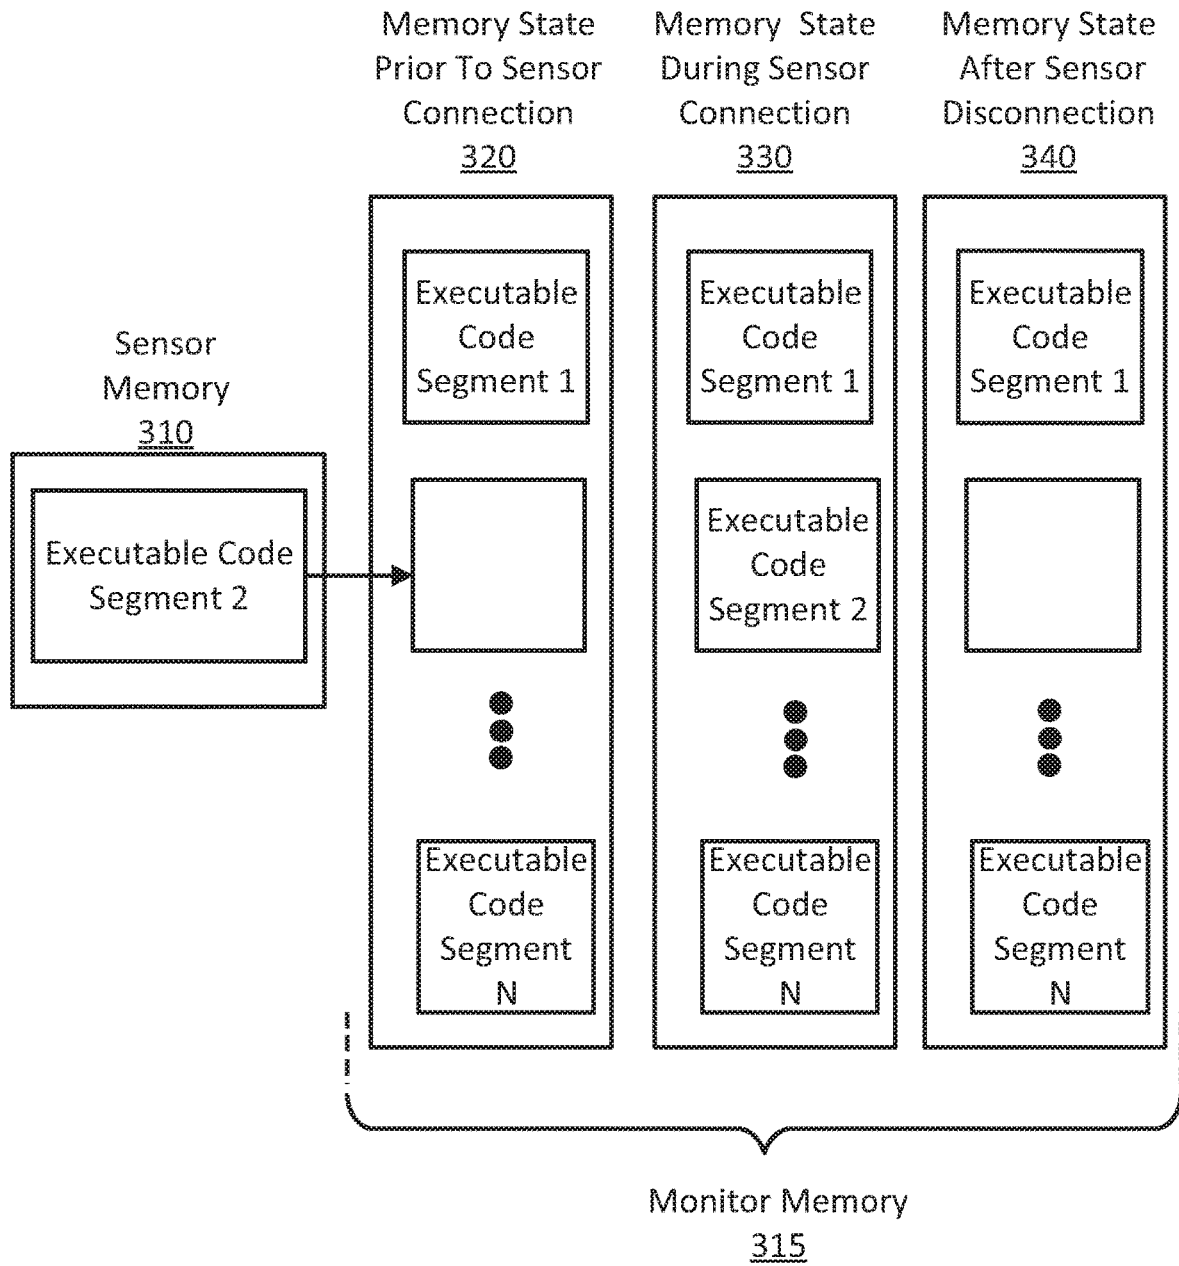 Memory State
Prior To Sensor
Connection
320
Memory State
During Sensor
Connection
330
Memory State
After Sensor
Disconnection
340
Sensor
Memory
310
Executable Code
Segment 2
Executable
Code
Segment 1
Executable
Code
Segment N
Executable
Code
Segment 1
Executable
Code
Segment 2
Executable
Code
Segment
N
Executable
Code
Segment 1
Executable
Code
Segment
N
Monitor Memory
315